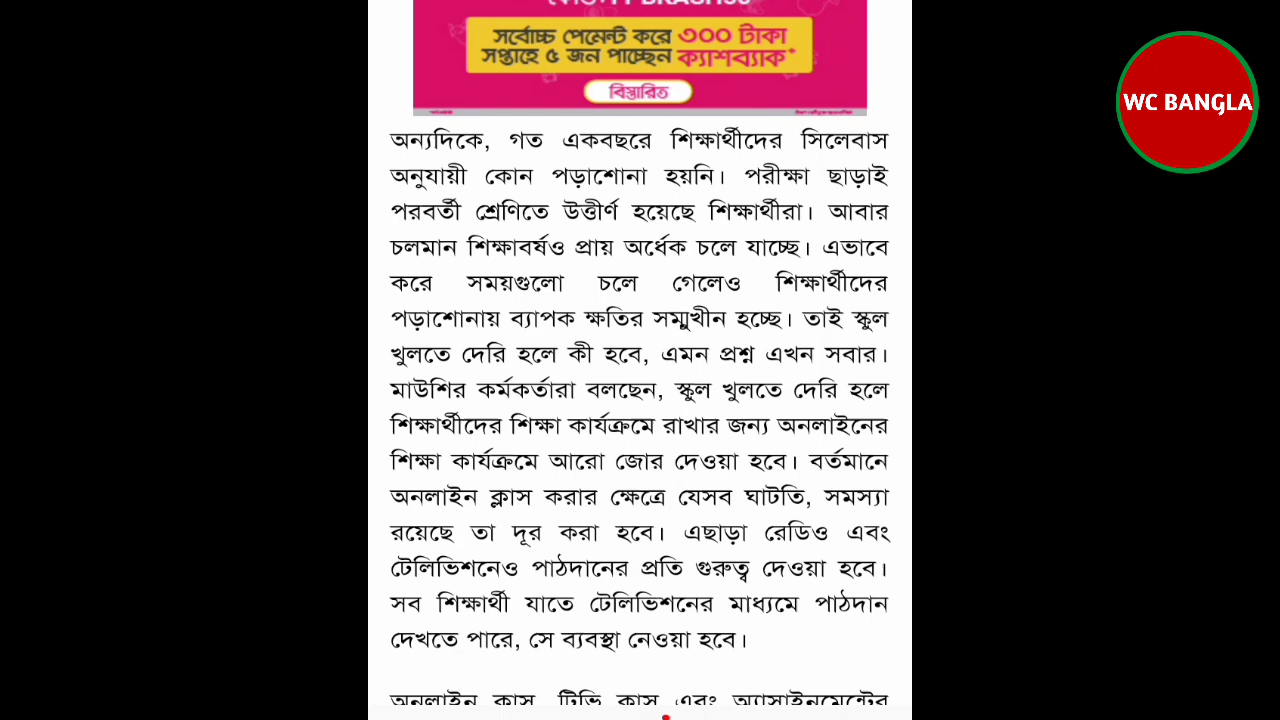 সর্বোচ্চ পেমেন্ট করে ৩০০ টাকা
সপ্তাহে ৫ জন পাচ্ছেন ক্যাশব্যাক*
বিস্তারিত
WC BANGLA
অন্যদিকে, গত একবছরে শিক্ষার্থীদের সিলেবাস
অনুযায়ী কোন পড়াশোনা হয়নি। পরীক্ষা ছাড়াই
পরবর্তী শ্রেণিতে উত্তীর্ণ হয়েছে শিক্ষার্থীরা। আবার
চলমান শিক্ষাবর্ষও প্রায় অর্ধেক চলে যাচ্ছে। এভাবে
করে সময়গুলো চলে গেলেও শিক্ষার্থীদের
পড়াশোনায় ব্যাপক ক্ষতির সম্মুখীন হচ্ছে। তাই স্কুল
খুলতে দেরি হলে কী হবে, এমন প্রশ্ন এখন সবার।
মাউশির কর্মকর্তারা বলছেন, স্কুল খুলতে দেরি হলে
শিক্ষার্থীদের শিক্ষা কার্যক্রমে রাখার জন্য অনলাইনের
শিক্ষা কার্যক্রমে আরো জোর দেওয়া হবে। বর্তমানে
অনলাইন ক্লাস করার ক্ষেত্রে যেসব ঘাটতি, সমস্যা
রয়েছে তা দূর করা হবে। এছাড়া রেডিও এবং
টেলিভিশনেও পাঠদানের প্রতি গুরুত্ব দেওয়া হবে।
সব শিক্ষার্থী যাতে টেলিভিশনের মাধ্যমে পাঠদান
দেখতে পারে, সে ব্যবস্থা নেওয়া হবে।
অনলাইন ক্লাস, টিভি ক্লাস এবং অ্যাসাইনমেন্টের